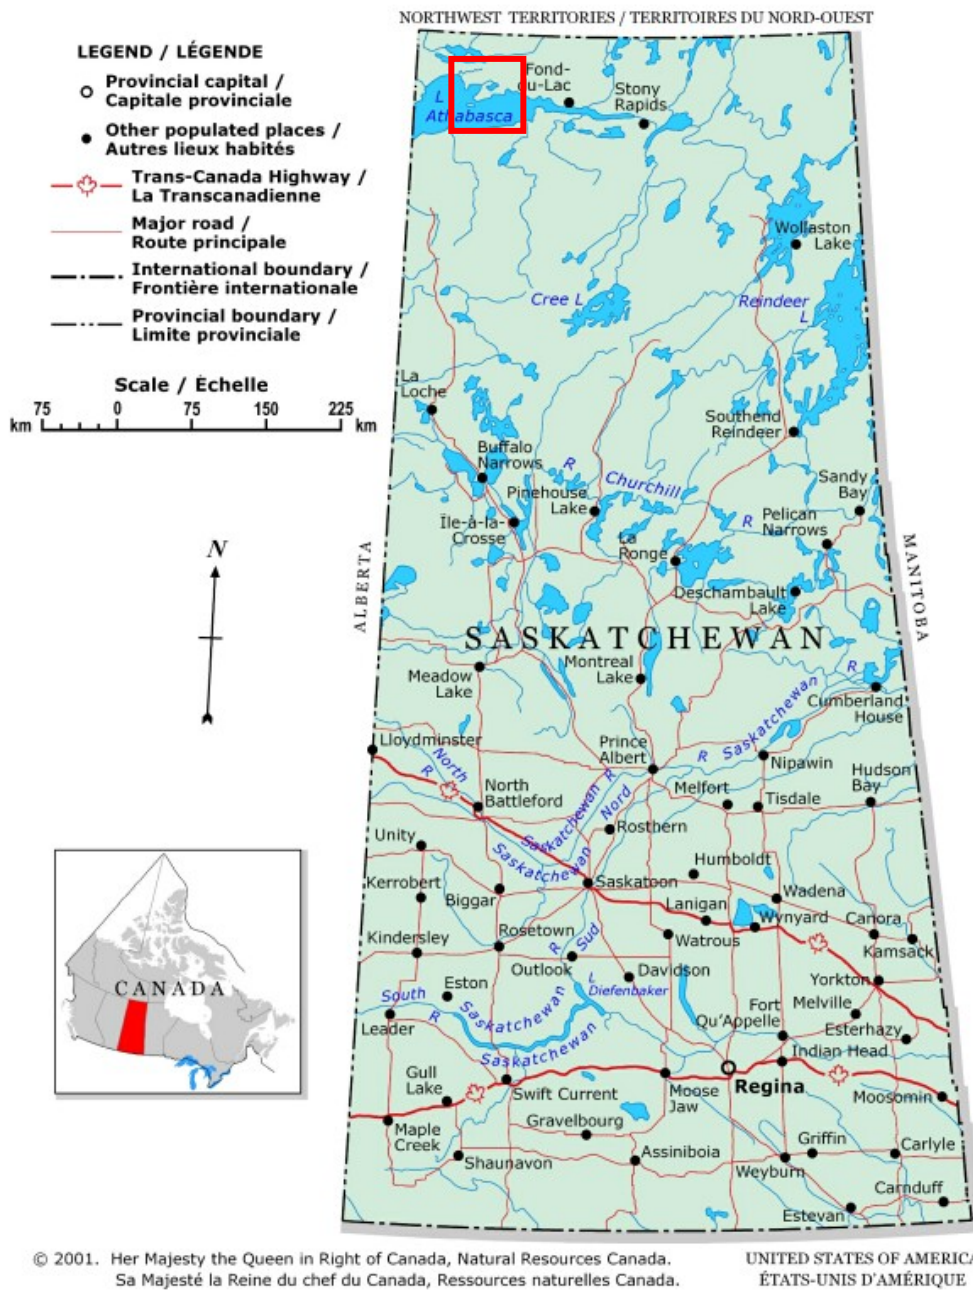 NORTHWEST TERRITORIES / TERRITOIRES DU NORD-OUEST
LEGEND / LÉGENDE
Provincial capital /
Capitale provinciale
Other populated places /
Autres lieux habités
Trans-Canada Highway /
La Transcanadienne
Major road /
Route principale
International boundary /
Frontière internationale
Provincial boundary /
Limite provinciale
Scale / Échelle
75 0 75 150 225
km km
N
L
Athabasca
Fond-
du-Lac
Stony
Rapids
Wollaston
Lake
Cree L
Reindeer
L
La
Loche
Southend
Reindeer
Buffalo
Narrows
R Churchill
Pinehouse
Lake
Sandy
Bay
R
Pelican
Narrows
Île-à-la-
Crosse
La
Ronge
Deschambault
Lake
ALBERTA
MANITOBA
SASKATCHEWAN
Meadow
Lake
Montreal
Lake
R
Saskatchewan
R
Cumberland
House
Lloydminster
North
R
Prince
Albert
Nipawin
Hudson
Bay
North
Battleford
Saskatchewan R
Nord
Melfort
Tisdale
Rosthern
Unity
Saskatchewan
Humboldt
Kerrobert
Biggar
Saskatoon
Wadena
Lanigan
Wynyard
Canora
Kamsack
Rosetown
R Sud
Watrous
Kindersley
Outlook
Davidson
Yorkton
L
Diefenbaker
Eston
South
R
Saskatchewan
Saskatchewan
Fort
Qu'Appelle
Melville
Esterhazy
Leader
Indian Head
Gull
Lake
Swift Current
Moose
Jaw
Regina
Moosomin
Maple
Creek
Gravelbourg
Griffin
Carlyle
Shaunavon
Assiniboia
Weyburn
Carnduff
Estevan
CANADA
© 2001. Her Majesty the Queen in Right of Canada, Natural Resources Canada.
Sa Majesté la Reine du chef du Canada, Ressources naturelles Canada.
UNITED STATES OF AMERICA
ÉTATS-UNIS D'AMÉRIQUE